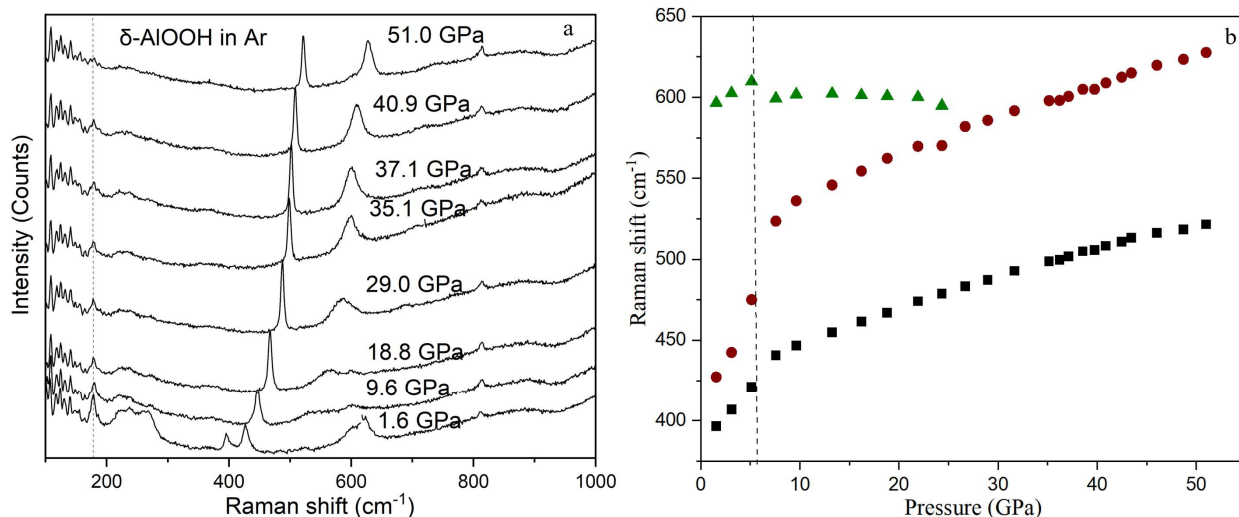 δ-AlOOH in Ar
a
51.0 GPa
40.9 GPa
37.1 GPa
35.1 GPa
29.0 GPa
18.8 GPa
9.6 GPa
1.6 GPa
Intensity (Counts)
200 400 600 800 1000
Raman shift (cm⁻¹)
b
650
600
550
500
450
400
Raman shift (cm⁻¹)
0 10 20 30 40 50
Pressure (GPa)